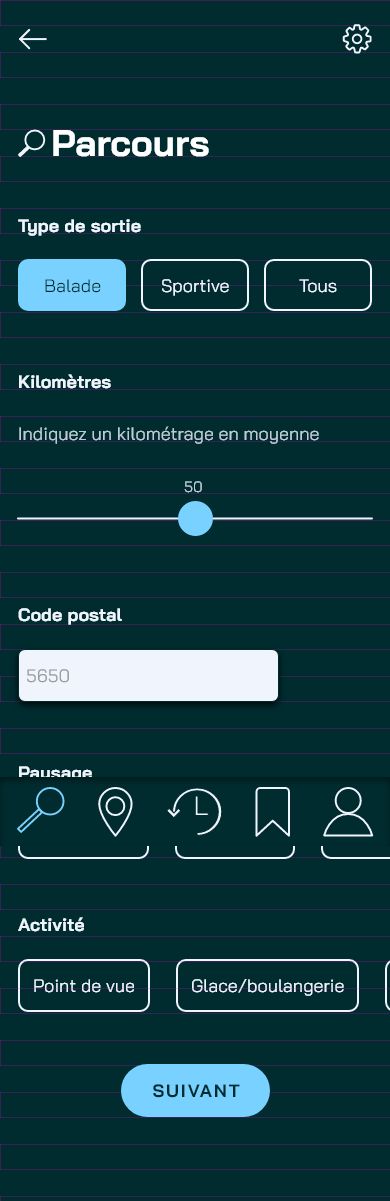 Parcours
Type de sortie
Balade Sportive Tous
Kilomètres
Indiquez un kilométrage en moyenne
50
Code postal
5650
Paysage
Activité
Point de vue Glace/boulangerie
SUIVANT